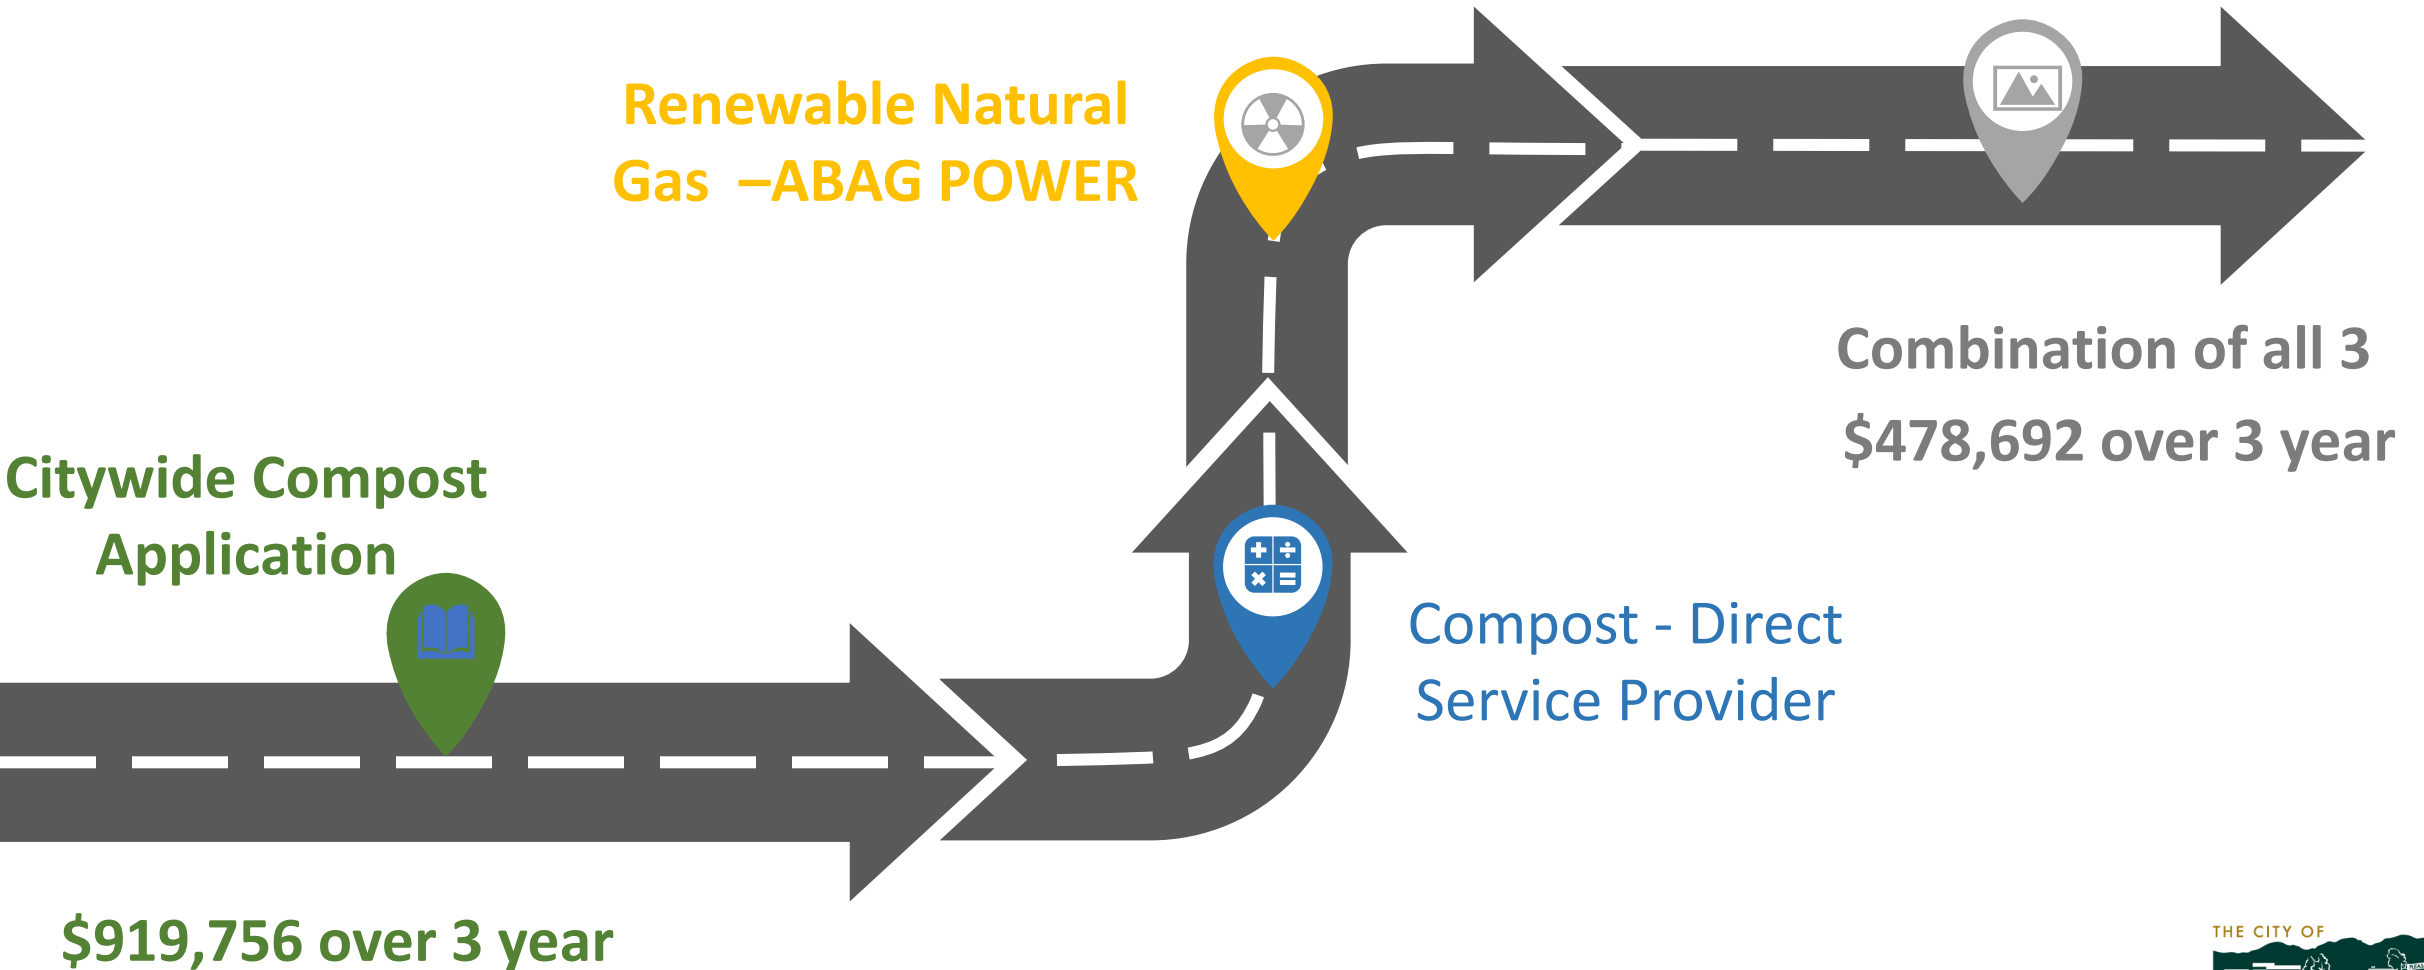 Renewable Natural
Gas –ABAG POWER
Combination of all 3
$478,692 over 3 year
Citywide Compost
Application
Compost - Direct
Service Provider
$919,756 over 3 year
THE CITY OF